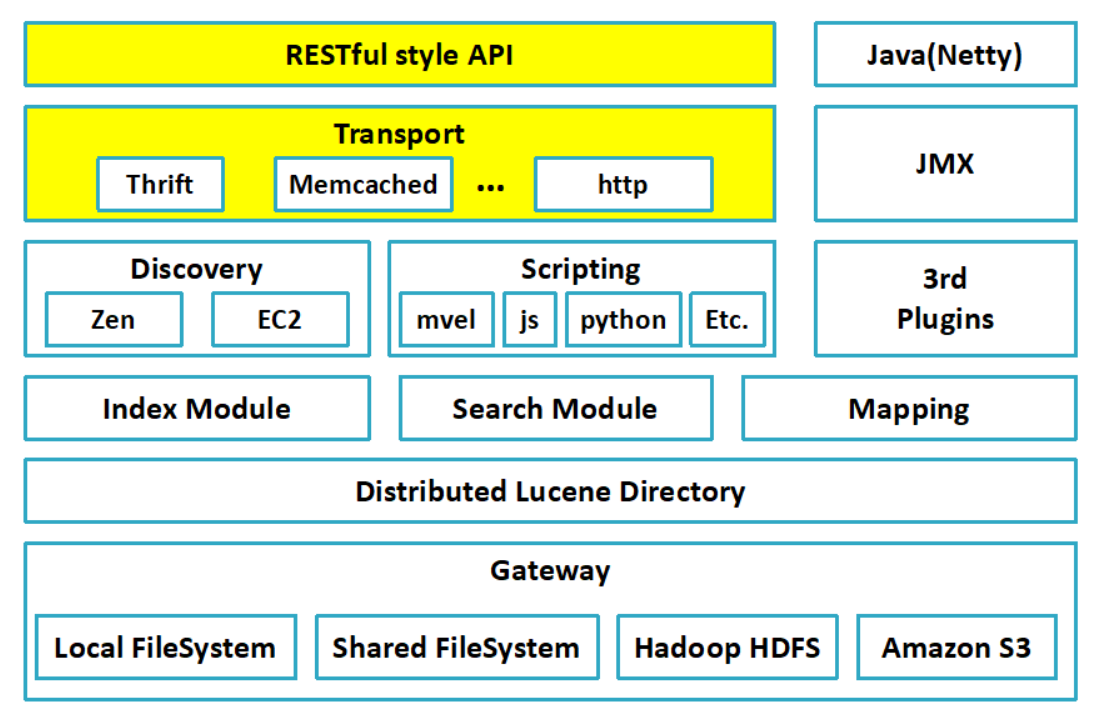 RESTful style API
Java(Netty)
Transport
Thrift
Memcached
...
http
JMX
Discovery
Zen
EC2
Scripting
mvel
js
python
Etc.
3rd
Plugins
Index Module
Search Module
Mapping
Distributed Lucene Directory
Gateway
Local FileSystem
Shared FileSystem
Hadoop HDFS
Amazon S3